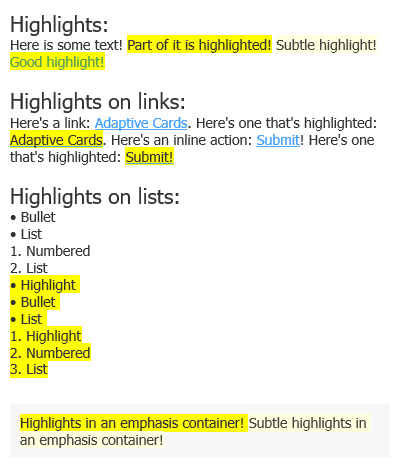 Highlights:
Here is some text! Part of it is highlighted! Subtle highlight!
Good highlight!
Highlights on links:
Here's a link: Adaptive Cards. Here's one that's highlighted:
Adaptive Cards. Here's an inline action: Submit! Here's one
that's highlighted: Submit!
Highlights on lists:
• Bullet
• List
1. Numbered
2. List
• Highlight
• Bullet
• List
1. Highlight
2. Numbered
3. List
Highlights in an emphasis container! Subtle highlights in
an emphasis container!